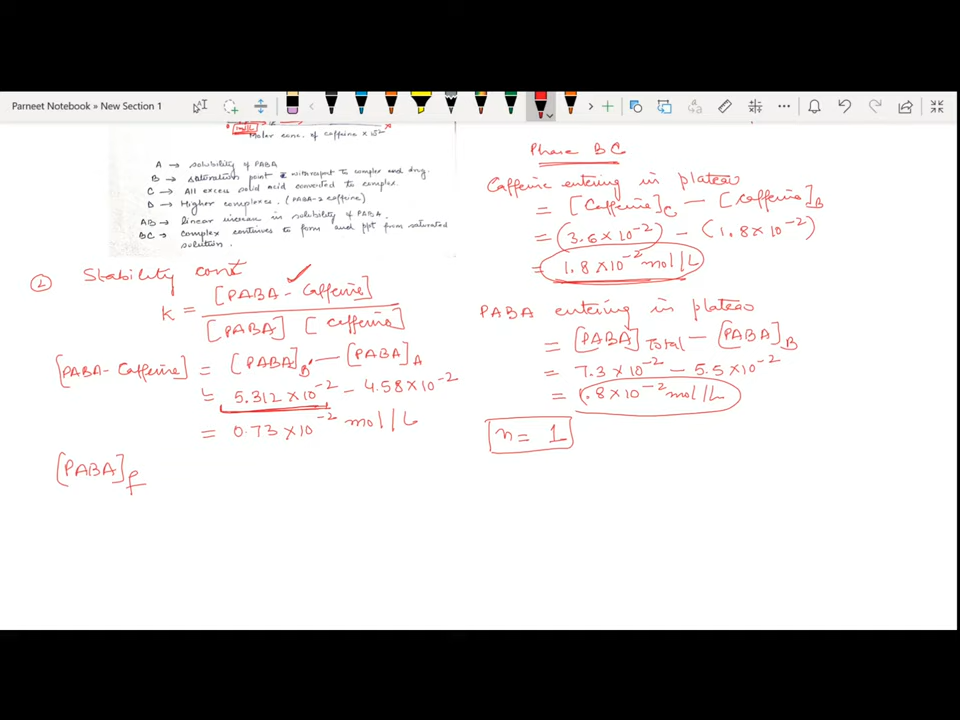 Parneet Notebook » New Section 1
Molar conc. of caffeine × 10⁻² x
A → solubility of PABA
B → saturation point with respect to complex and drug.
C → All excess solid acid converted to complex.
D → Higher complexes. (PABA-2 caffeine)
AB → linear increase in solubility of PABA.
BC → complex continues to form and ppt from saturated
solution.
② Stability const
K = [PABA - Caffeine] / [PABA] [caffeine]
[PABA - Caffeine] = [PABA]B - [PABA]A
= 5.312 × 10⁻² - 4.58 × 10⁻²
= 0.73 × 10⁻² mol/L
[PABA]f
Phase BC
Caffeine entering in plateau
= [Caffeine]C - [Caffeine]B
= (3.6 × 10⁻²) - (1.8 × 10⁻²)
= 1.8 × 10⁻² mol/L
PABA entering in plateau
= [PABA]Total - [PABA]B
= 7.3 × 10⁻² - 5.5 × 10⁻²
= 1.8 × 10⁻² mol/L
n = 1